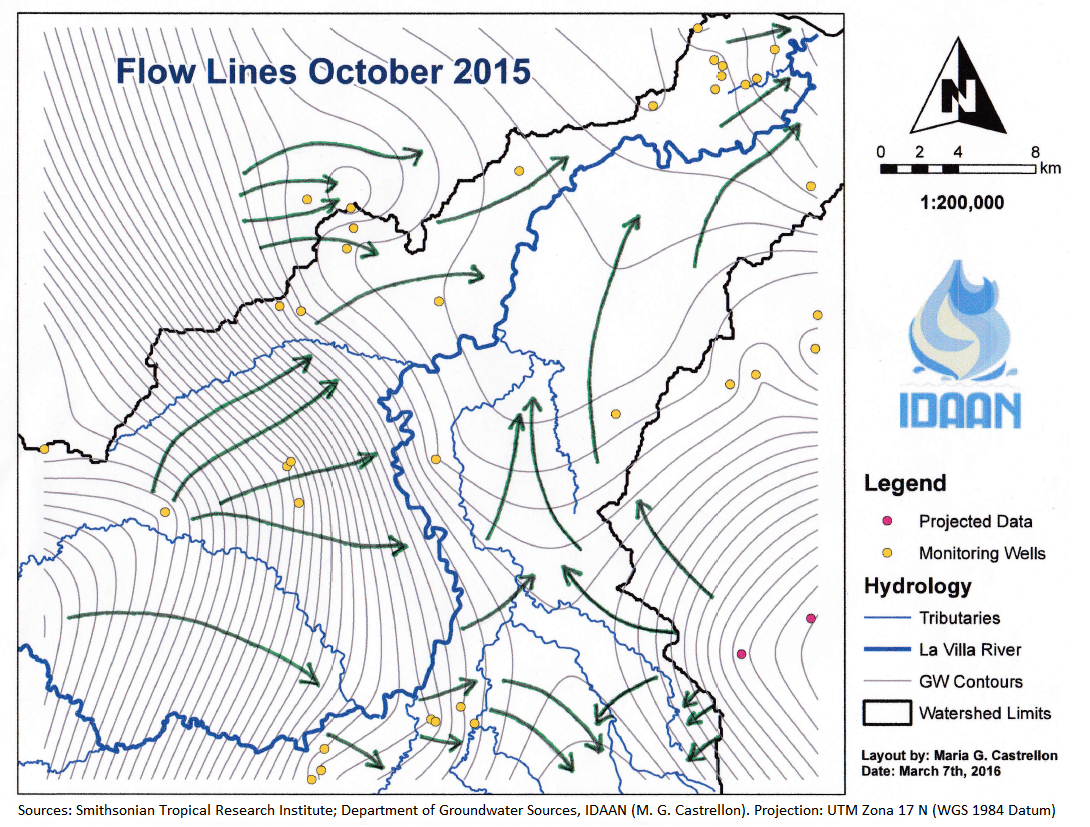 Flow Lines October 2015
N
0 2 4 8
km
1:200,000
IDAAN
Legend
Projected Data
Monitoring Wells
Hydrology
Tributaries
La Villa River
GW Contours
Watershed Limits
Layout by: Maria G. Castrellon
Date: March 7th, 2016
Sources: Smithsonian Tropical Research Institute; Department of Groundwater Sources, IDAAN (M. G. Castrellon). Projection: UTM Zona 17 N (WGS 1984 Datum)